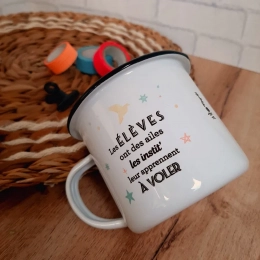 Les ÉLÈVES
ont des ailes
les instit'
leur apprennent
À VOLER